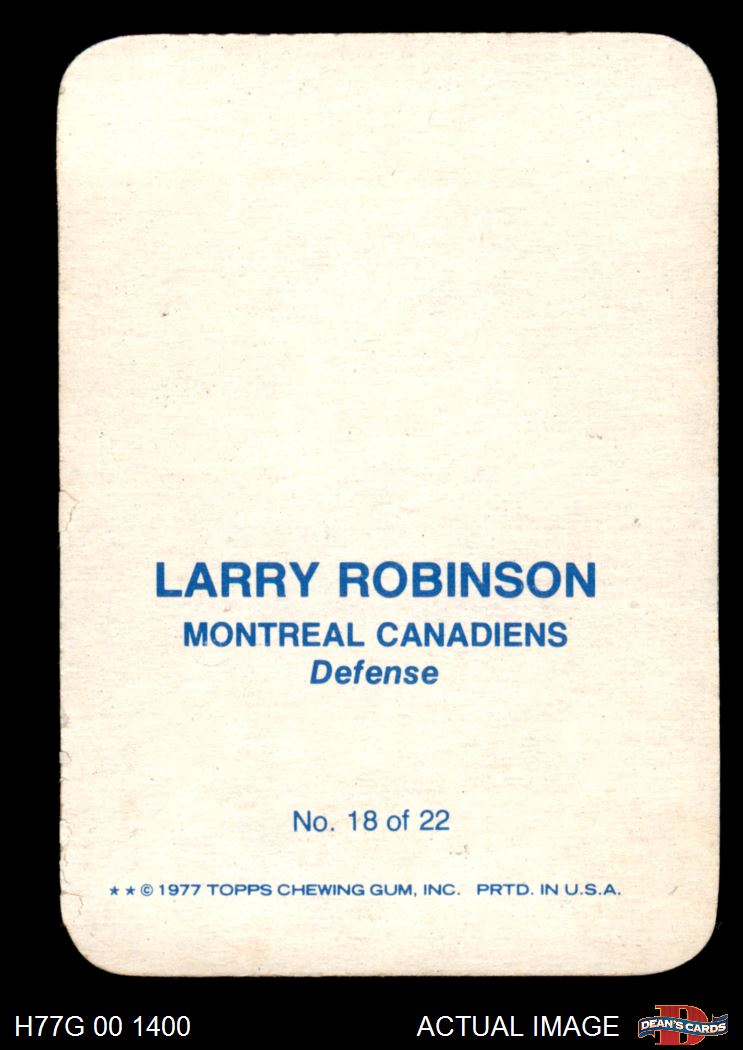 LARRY ROBINSON
MONTREAL CANADIENS
Defense
No. 18 of 22
★ ★ © 1977 TOPPS CHEWING GUM, INC. PRTD. IN U.S.A.
H77G 00 1400 ACTUAL IMAGE
D
DEAN'S CARDS